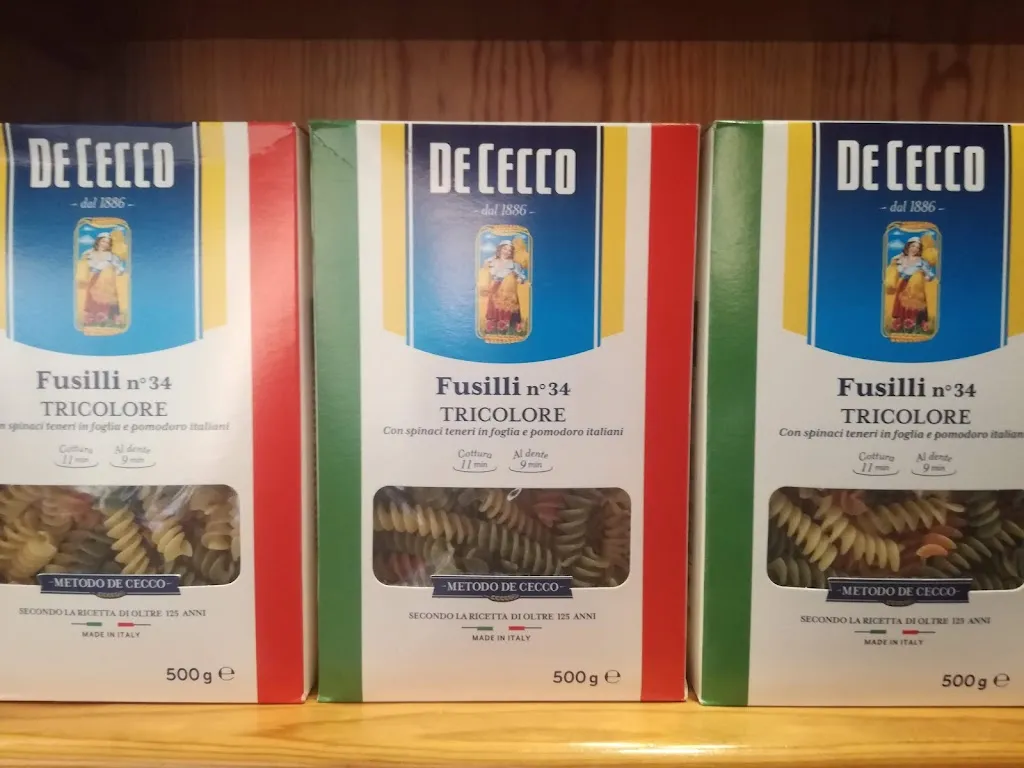 DE CECCO
dal 1886
Fusilli n°34
TRICOLORE
n spinaci teneri in foglia e pomodoro italiani
Cottura
11 min
Al dente
9 min
METODO DE CECCO
SECONDO LA RICETTA DI OLTRE 125 ANNI
MADE IN ITALY
500 g ℮
DE CECCO
dal 1886
Fusilli n°34
TRICOLORE
Con spinaci teneri in foglia e pomodoro italiani
Cottura
11 min
Al dente
9 min
METODO DE CECCO
SECONDO LA RICETTA DI OLTRE 125 ANNI
MADE IN ITALY
500 g ℮
DE CECCO
dal 1886
Fusilli n°34
TRICOLORE
Con spinaci teneri in foglia e pomodoro italiani
Cottura
11 min
Al dente
9 min
METODO DE CECCO
SECONDO LA RICETTA DI OLTRE 125 ANNI
MADE IN ITALY
500 g ℮